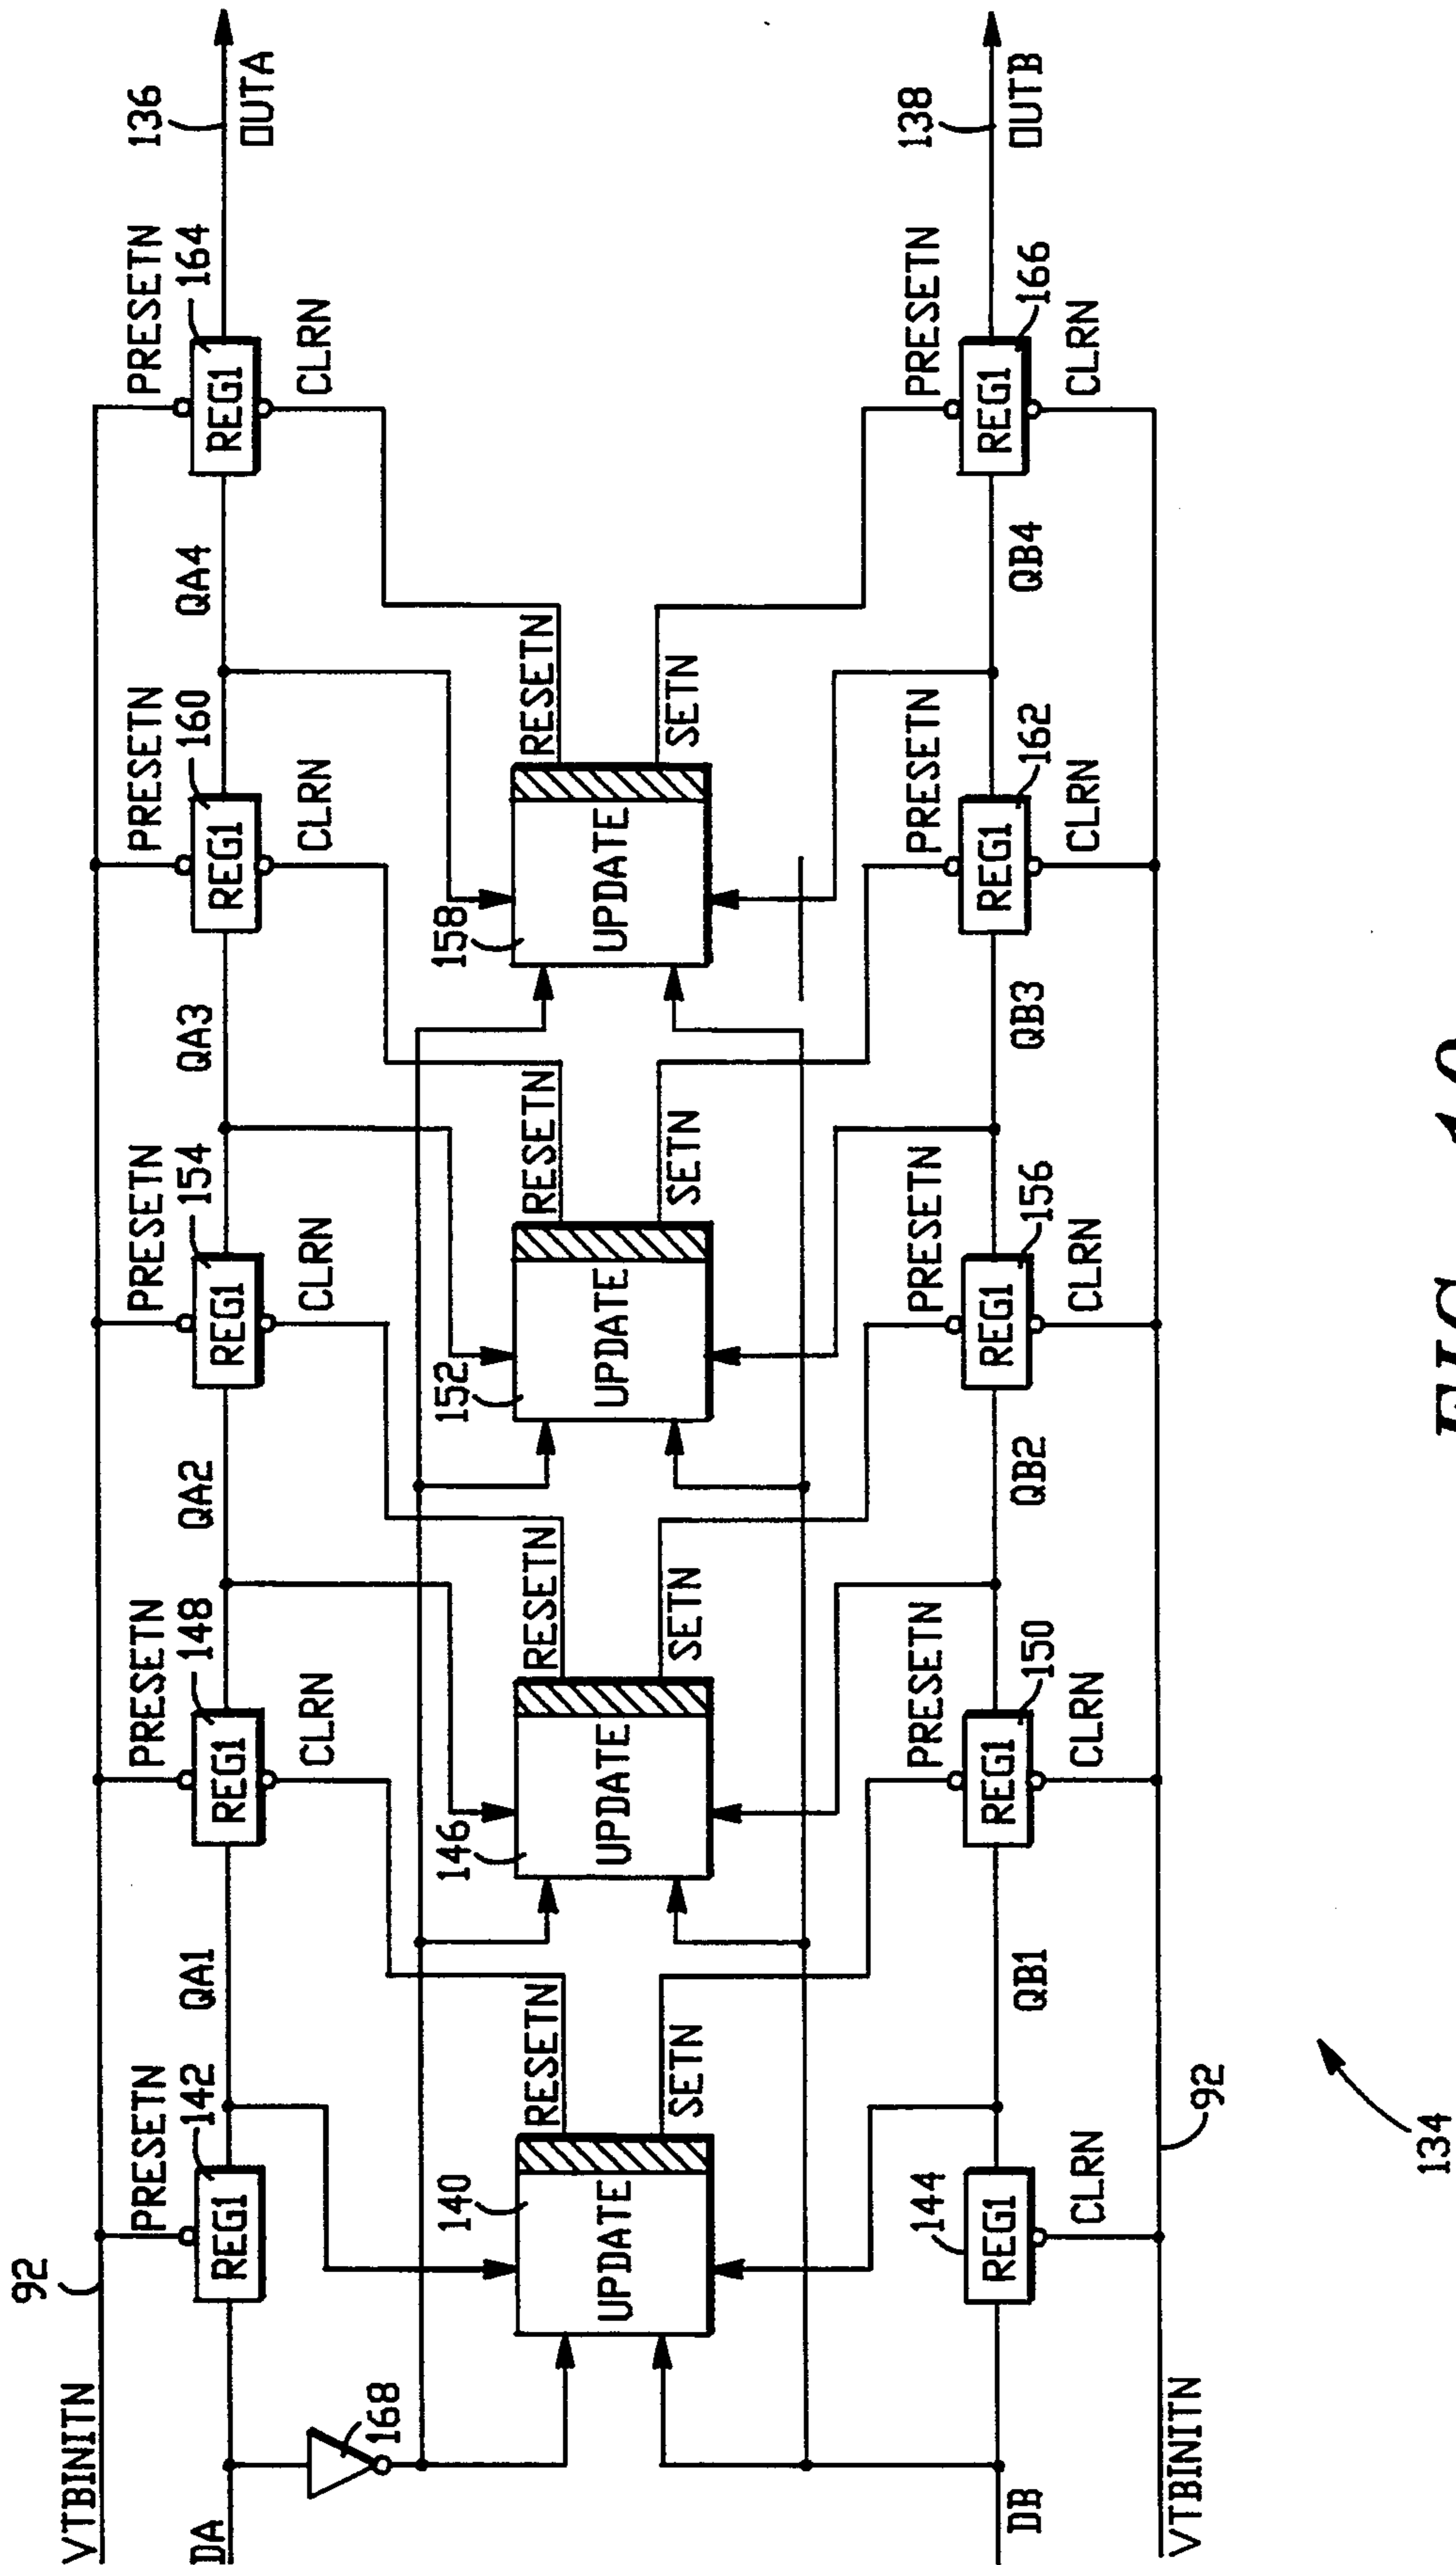 VTBINITN
92
PRESETN
PRESETN
PRESETN
PRESETN
PRESETN
142
148
154
160
164
136
DA
REG1
QA1
REG1
QA2
REG1
QA3
REG1
QA4
REG1
OUTA
CLRN
CLRN
CLRN
CLRN
168
140
146
152
158
RESETN
RESETN
RESETN
RESETN
UPDATE
UPDATE
UPDATE
UPDATE
SETN
SETN
SETN
SETN
PRESETN
PRESETN
PRESETN
PRESETN
138
144
REG1
REG1
REG1
REG1
REG1
DB
QB1
150
QB2
156
QB3
162
QB4
166
OUTB
CLRN
CLRN
CLRN
CLRN
CLRN
VTBINITN
92
134